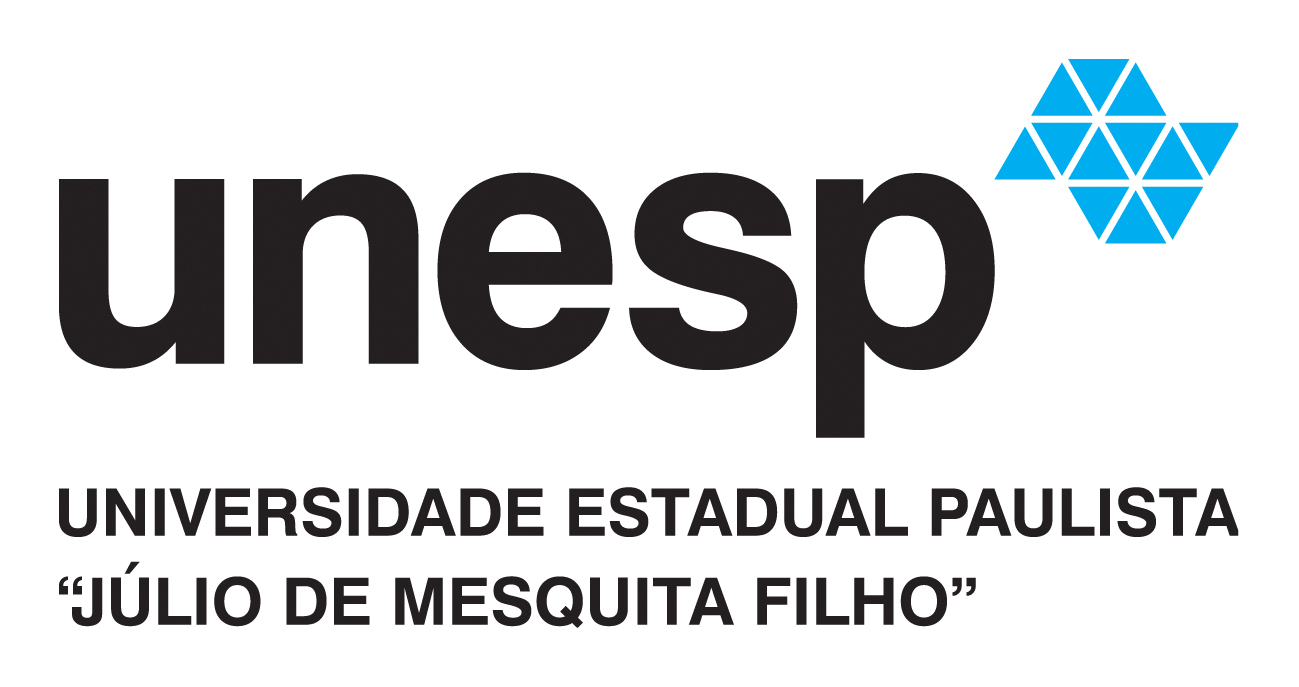 unesp
UNIVERSIDADE ESTADUAL PAULISTA
“JÚLIO DE MESQUITA FILHO”